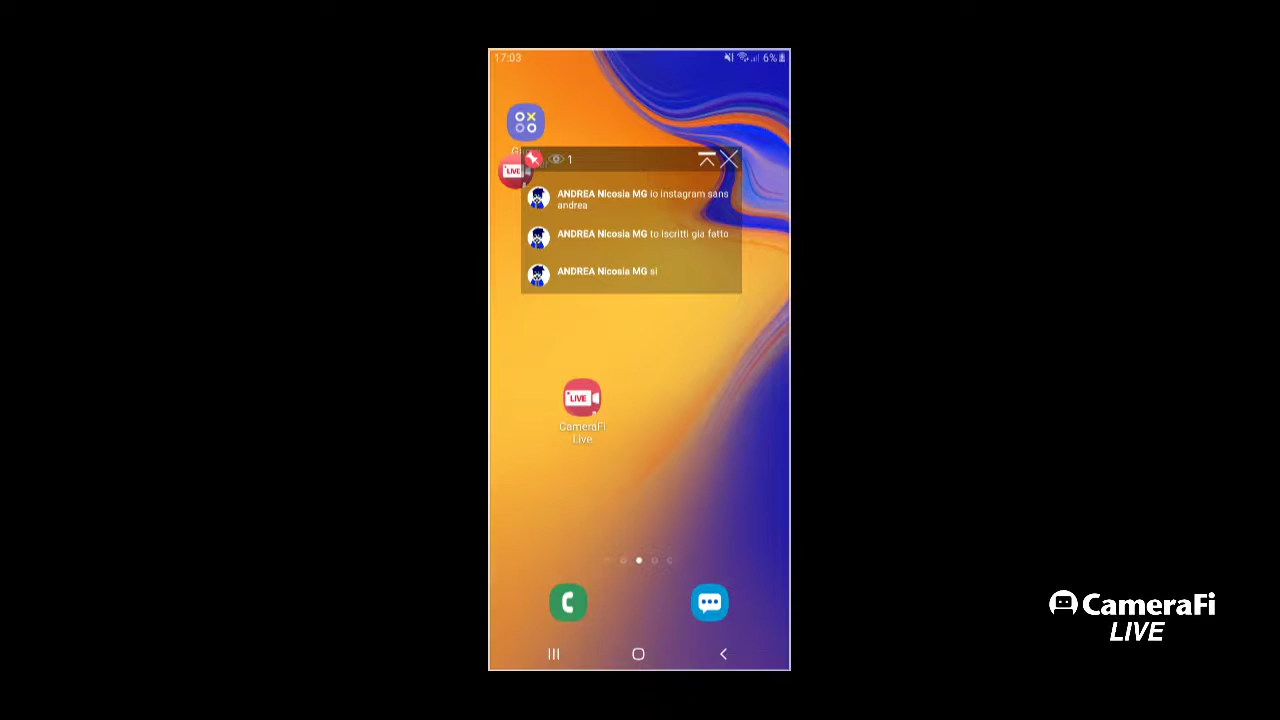 17:03
6%
LIVE
1
ANDREA Nicosia MG io instagram sans
andrea
ANDREA Nicosia MG to iscritti gia fatto
ANDREA Nicosia MG si
LIVE
CameraFi
Live
CameraFi
LIVE